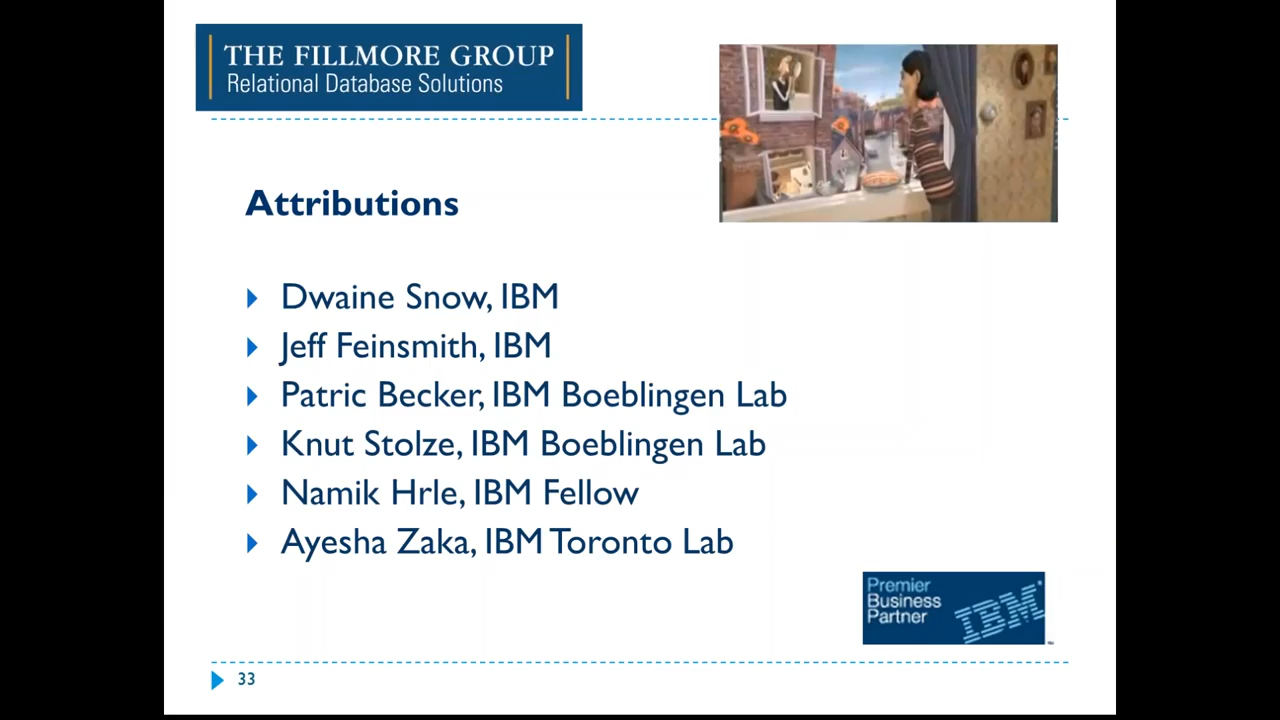 THE FILLMORE GROUP
Relational Database Solutions
Attributions
Dwaine Snow, IBM
Jeff Feinsmith, IBM
Patric Becker, IBM Boeblingen Lab
Knut Stolze, IBM Boeblingen Lab
Namik Hrle, IBM Fellow
Ayesha Zaka, IBM Toronto Lab
Premier
Business
Partner
IBM
33